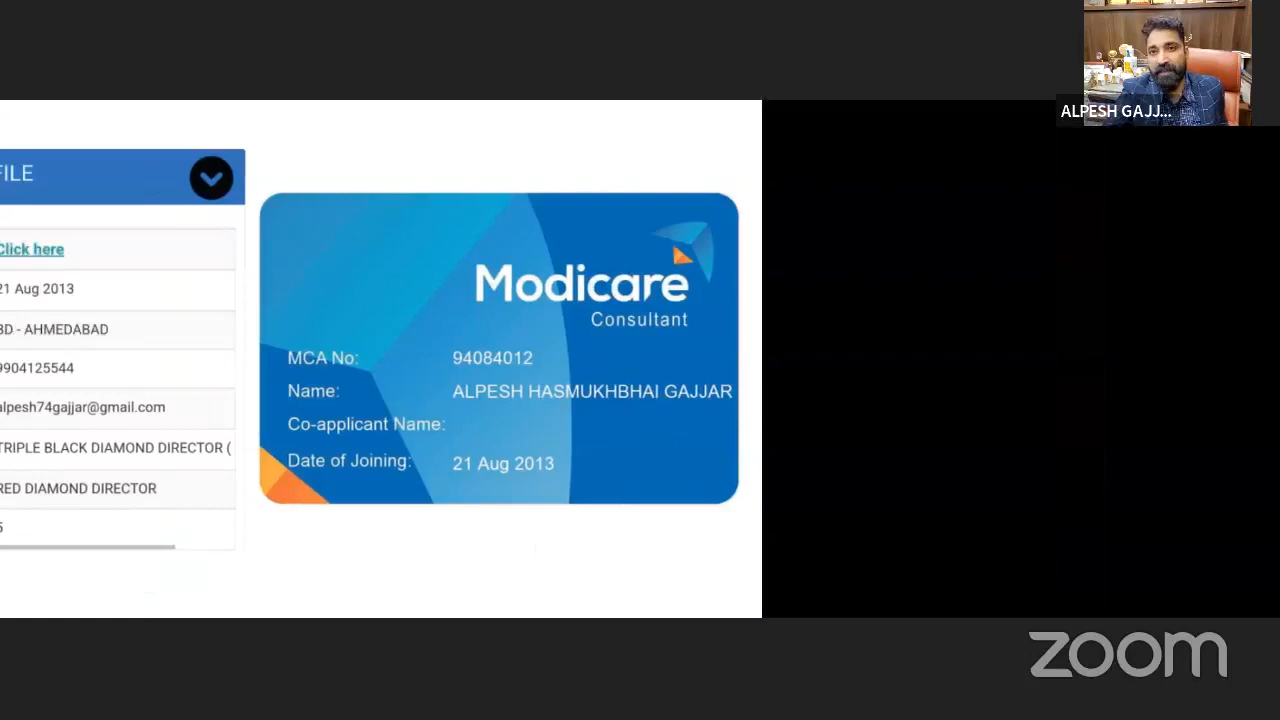 ALPESH GAJJ...
FILE
Click here
21 Aug 2013
BD - AHMEDABAD
9904125544
alpesh74gajjar@gmail.com
TRIPLE BLACK DIAMOND DIRECTOR (
RED DIAMOND DIRECTOR
5
Modicare
Consultant
MCA No: 94084012
Name: ALPESH HASMUKHBHAI GAJJAR
Co-applicant Name:
Date of Joining: 21 Aug 2013
zoom